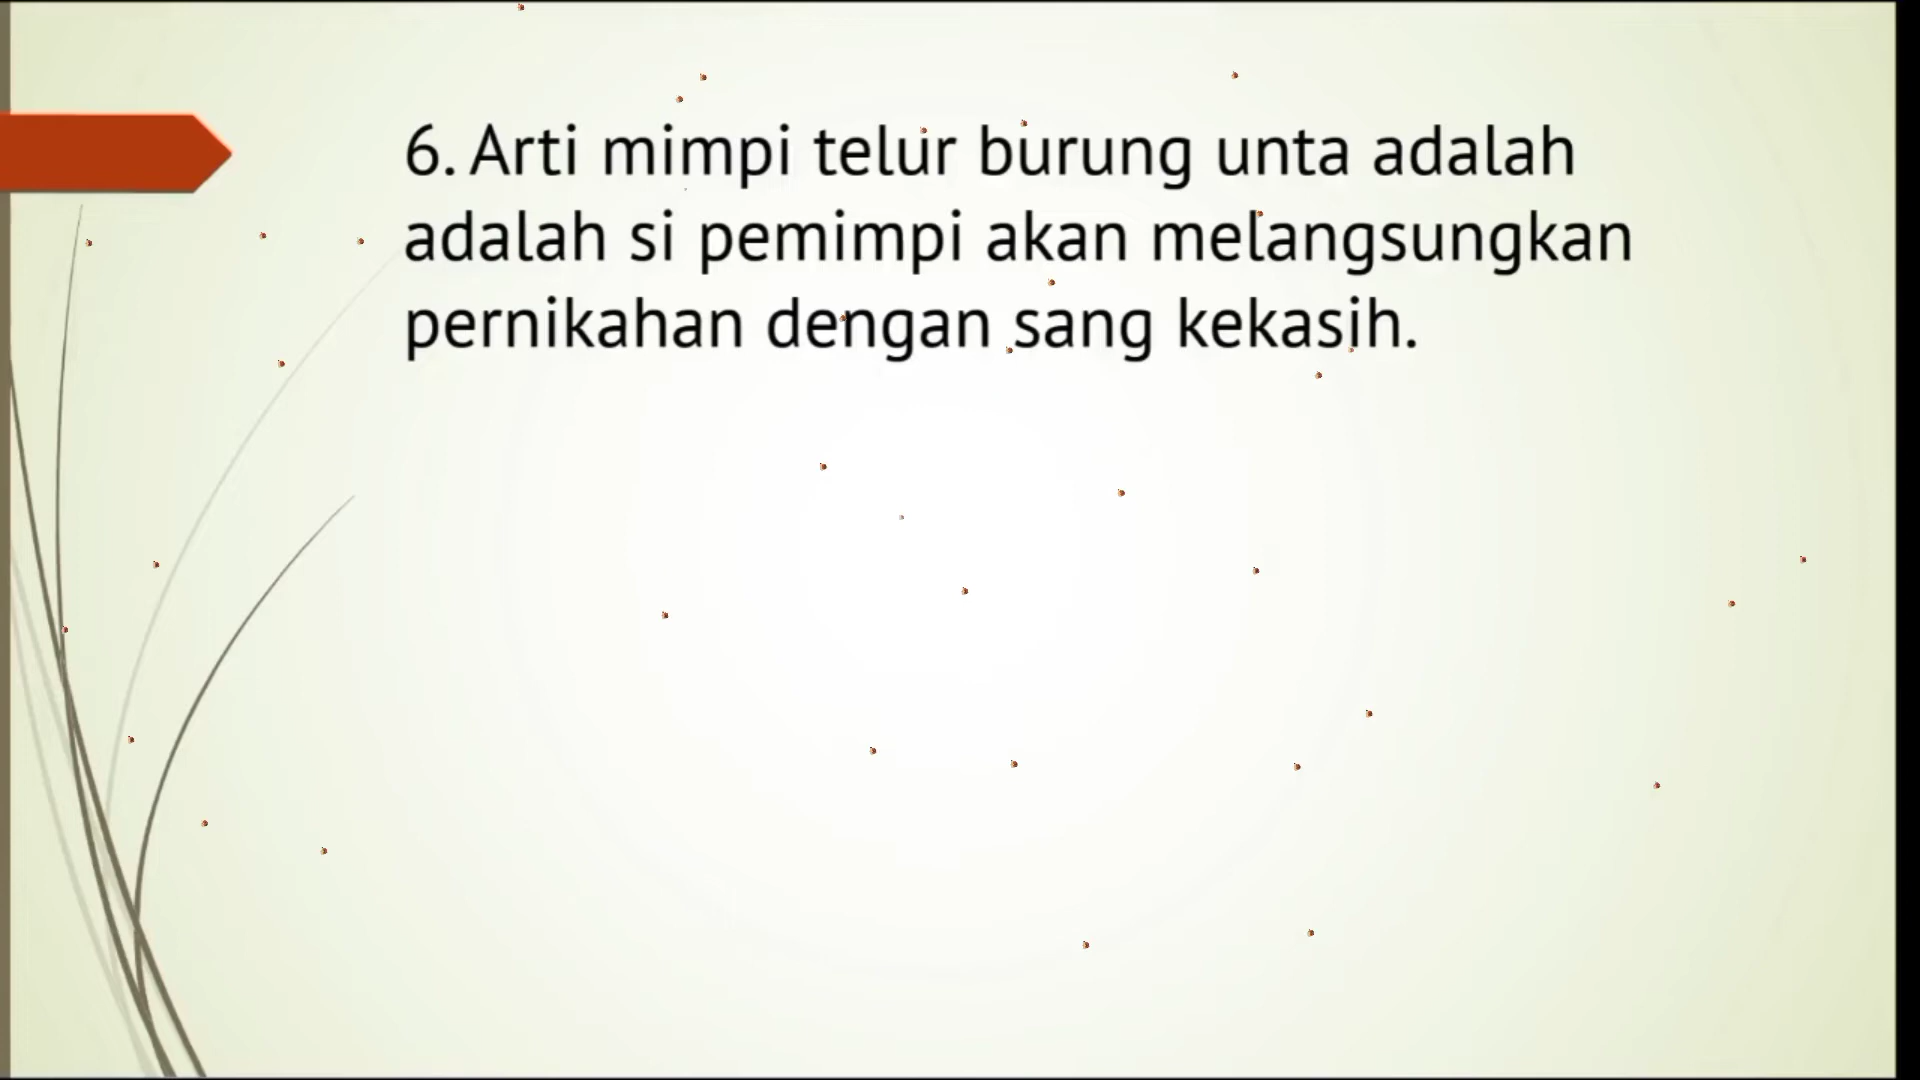 6. Arti mimpi telur burung unta adalah
adalah si pemimpi akan melangsungkan
pernikahan dengan sang kekasih.